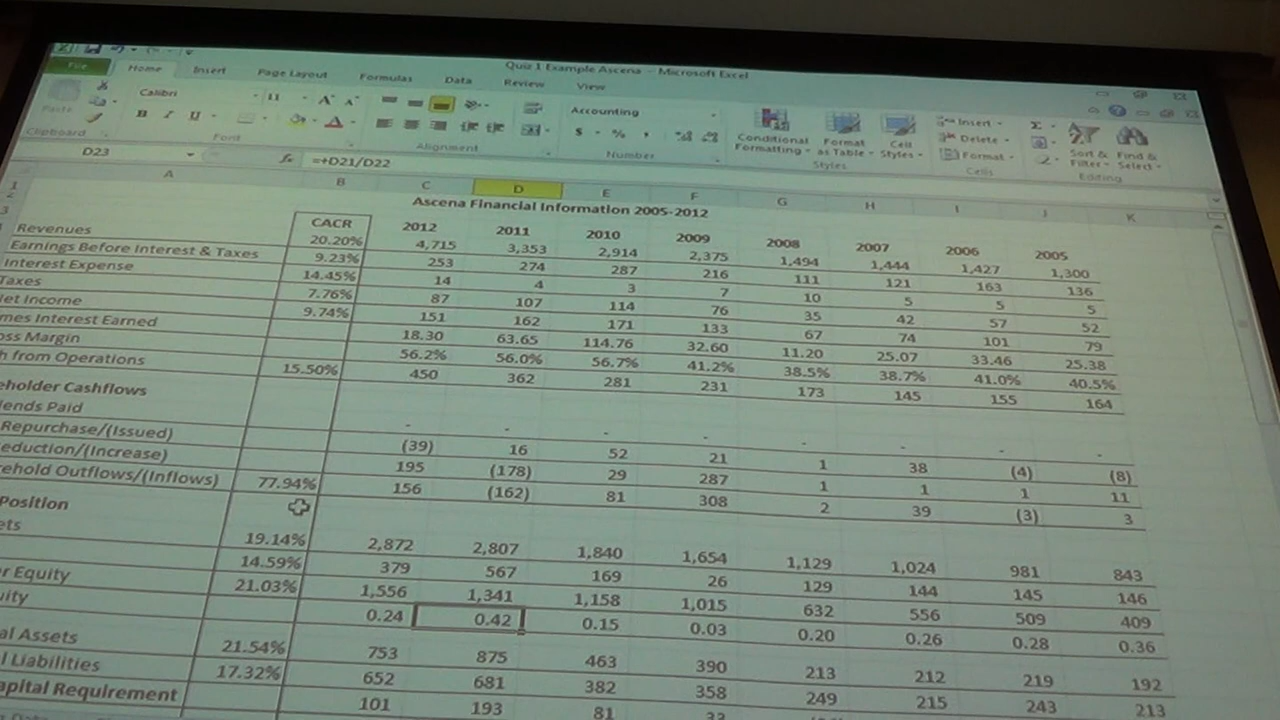 Quiz 1 Example Ascena - Microsoft Excel
File Home Insert Page Layout Formulas Data Review View
Paste Calibri 11 Accounting
B I U $ % , Conditional Formatting Format as Table Cell Styles Insert Delete Format Σ Sort & Filter Find & Select
Clipboard Font Alignment Number Styles Cells Editing
D23 fx =+D21/D22
A B C D E F G H I J K
1 Ascena Financial Information 2005-2012
2 CACR 2012 2011 2010 2009 2008 2007 2006 2005
3 Revenues 20.20% 4,715 3,353 2,914 2,375 1,494 1,444 1,427 1,300
Earnings Before Interest & Taxes 9.23% 253 274 287 216 111 121 163 136
Interest Expense 14.45% 14 4 3 7 10 5 5 5
Taxes 7.76% 87 107 114 76 35 42 57 52
et Income 9.74% 151 162 171 133 67 74 101 79
mes Interest Earned 18.30 63.65 114.76 32.60 11.20 25.07 33.46 25.38
oss Margin 56.2% 56.0% 56.7% 41.2% 38.5% 38.7% 41.0% 40.5%
h from Operations 15.50% 450 362 281 231 173 145 155 164
eholder Cashflows
lends Paid - - - - - - - -
Repurchase/(Issued) (39) 16 52 21 1 38 (4) (8)
eduction/(Increase) 195 (178) 29 287 1 1 1 11
ehold Outflows/(Inflows) 77.94% 156 (162) 81 308 2 39 (3) 3
Position
ets 19.14% 2,872 2,807 1,840 1,654 1,129 1,024 981 843
14.59% 379 567 169 26 129 144 145 146
r Equity 21.03% 1,556 1,341 1,158 1,015 632 556 509 409
uity 0.24 0.42 0.15 0.03 0.20 0.26 0.28 0.36
al Assets 21.54% 753 875 463 390 213 212 219 192
l Liabilities 17.32% 652 681 382 358 249 215 243 213
apital Requirement 101 193 81